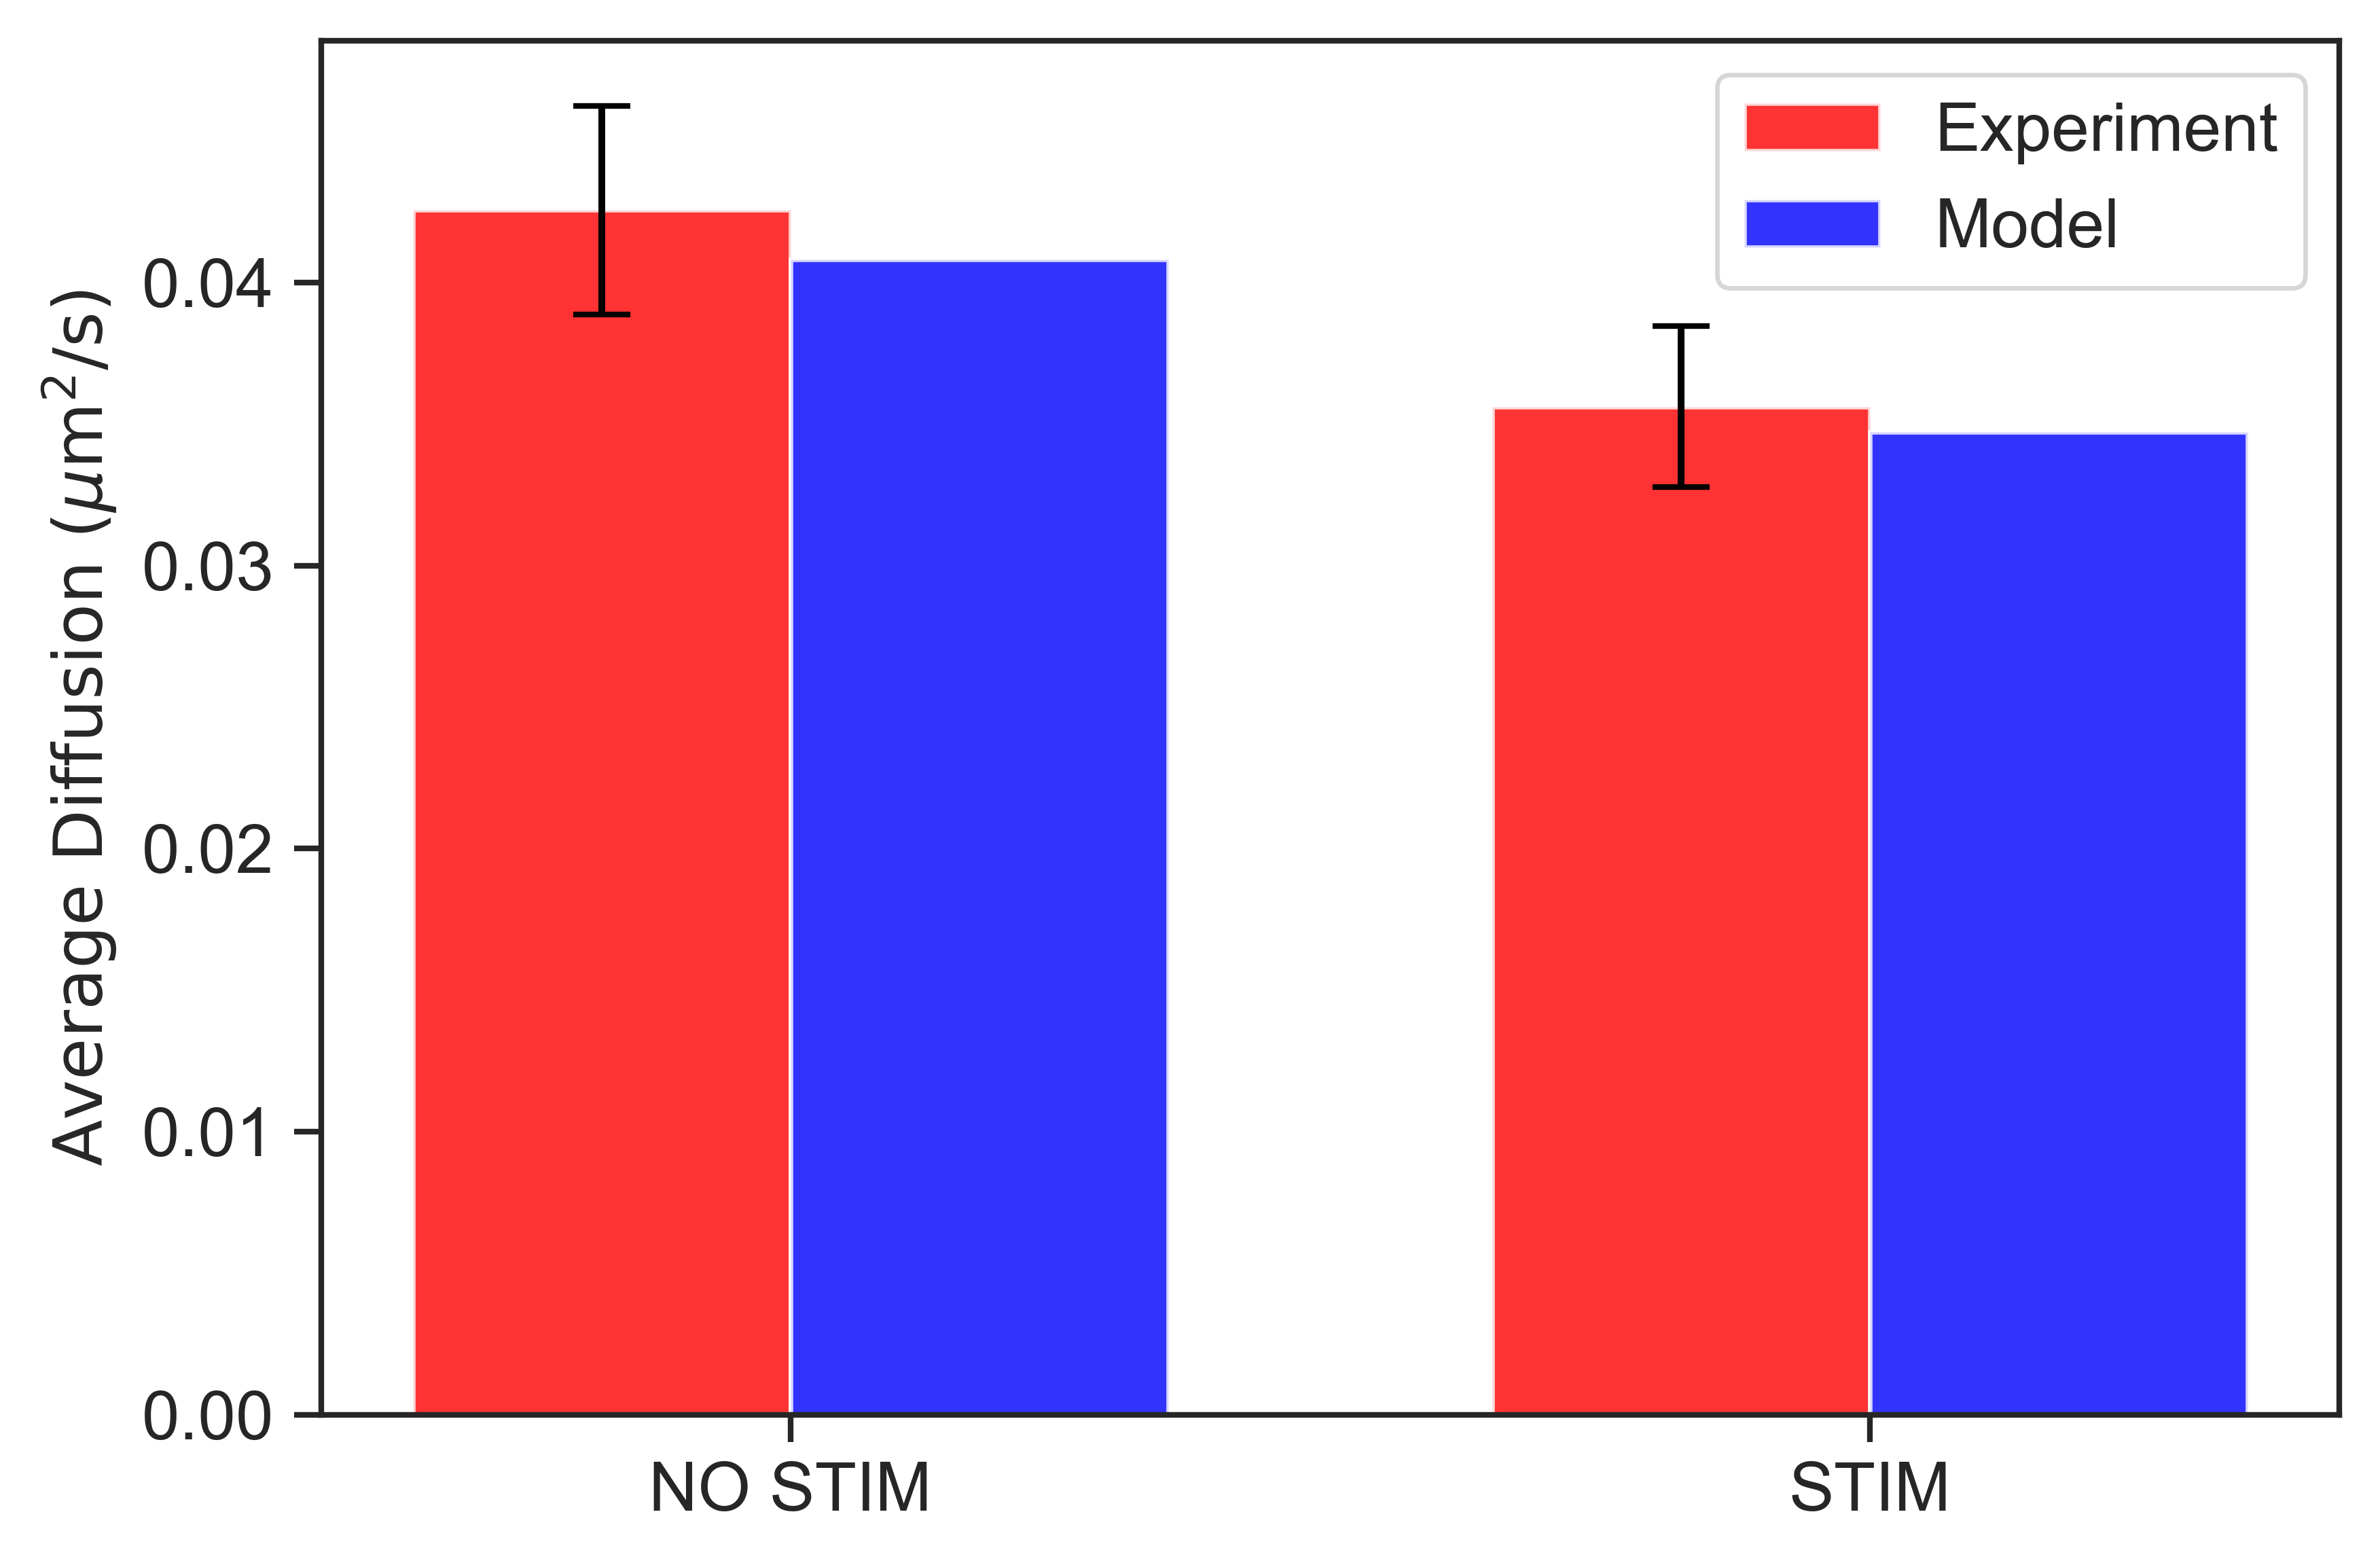 Experiment
Model
Average Diffusion (μm²/s)
0.04
0.03
0.02
0.01
0.00
NO STIM
STIM